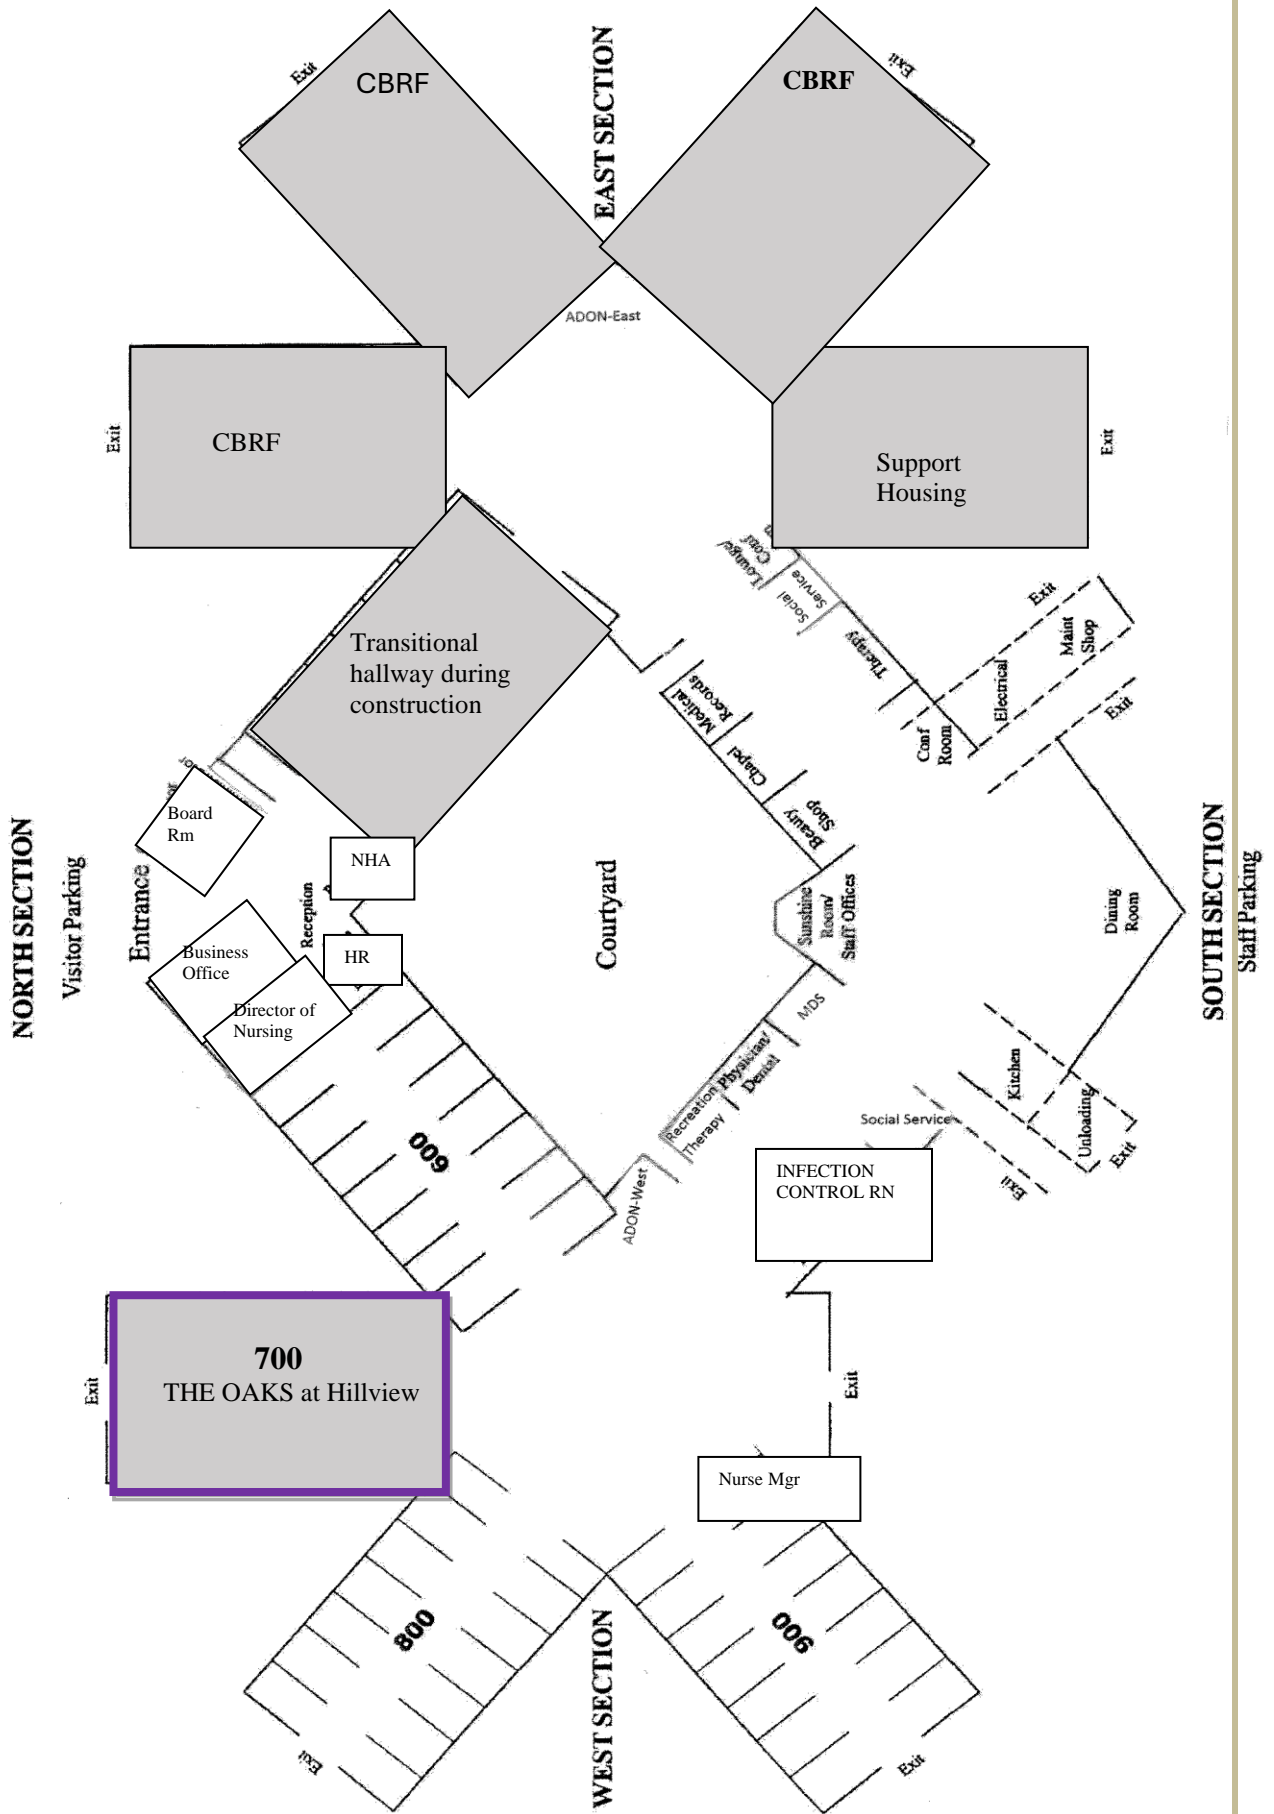 Exit
CBRF
EAST SECTION
CBRF
Exit
ADON-East
Exit
CBRF
Support
Housing
Exit
Lounge/
Conf
Social
Service
Therapy
Exit
Maint
Shop
Electrical
Exit
Conf
Room
Transitional
hallway during
construction
Medical
Records
Chapel
Beauty
Shop
Board
Rm
NHA
NORTH SECTION
Visitor Parking
Entrance
Reception
HR
Business
Office
Director of
Nursing
Courtyard
Sunshine
Room/
Staff Offices
Dining
Room
SOUTH SECTION
Staff Parking
MDS
Physician/
Dental
Recreation
Therapy
ADON-West
600
Kitchen
Unloading
Exit
Social Service
Exit
INFECTION
CONTROL RN
700
THE OAKS at Hillview
Exit
Exit
Nurse Mgr
800
900
WEST SECTION
Exit
Exit